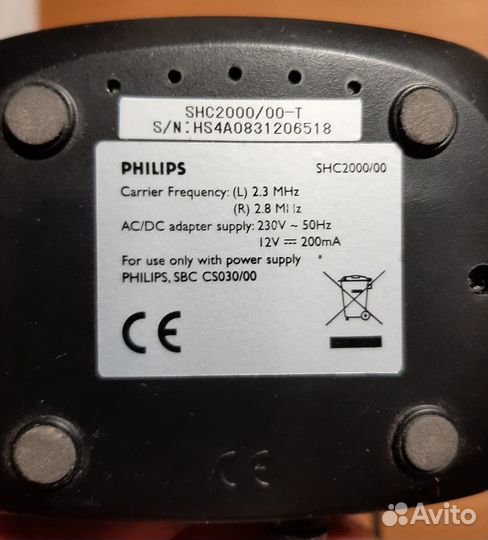 SHC2000/00-T
S/N:HS4A0831206518
PHILIPS SHC2000/00
Carrier Frequency: (L) 2.3 MHz
(R) 2.8 MHz
AC/DC adapter supply: 230V ~ 50Hz
12V ⎓ 200mA
For use only with power supply
PHILIPS, SBC CS030/00
CE
CE
Avito